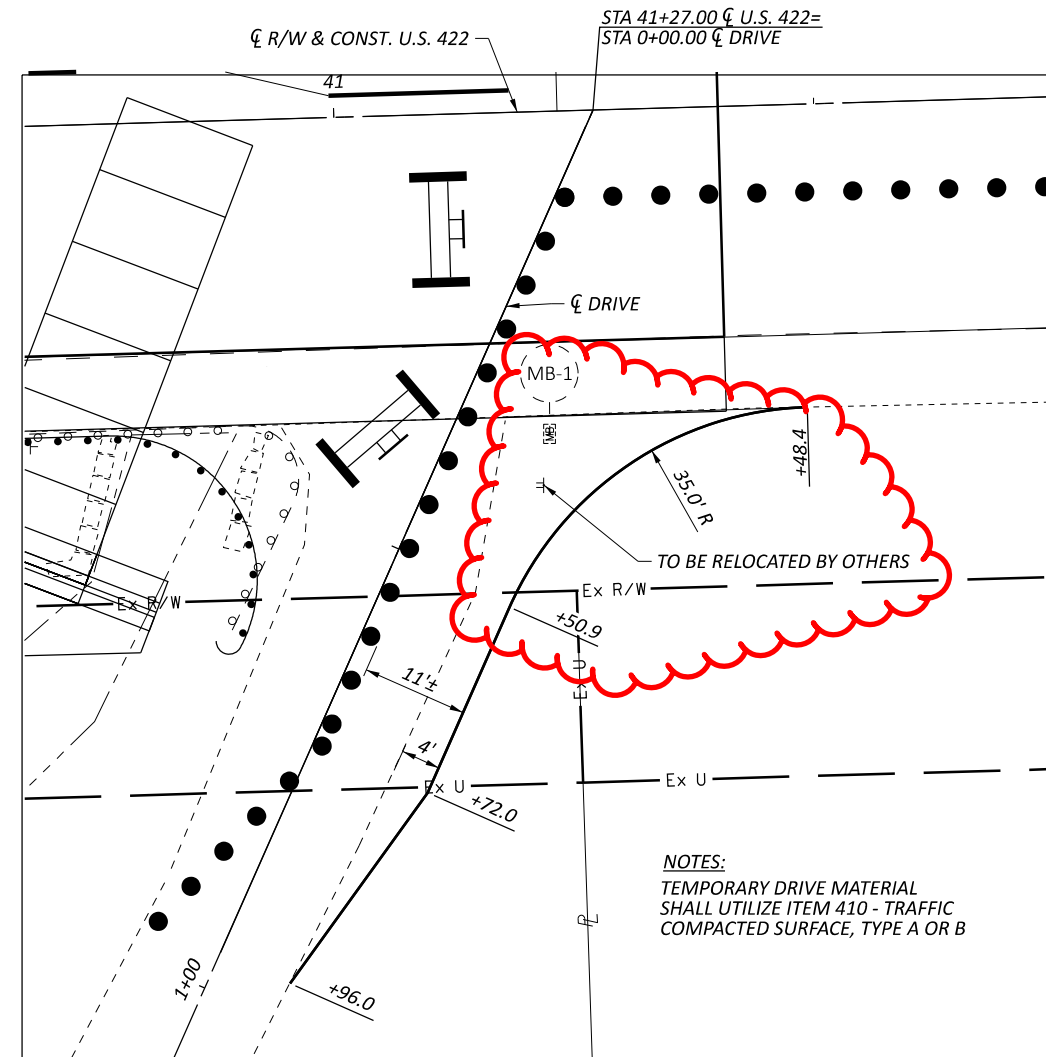 STA 41+27.00 ℄ U.S. 422=
STA 0+00.00 ℄ DRIVE
℄ R/W & CONST. U.S. 422
41
℄ DRIVE
MB-1
MB
+48.4
35.0' R
TO BE RELOCATED BY OTHERS
Ex R/W
Ex R/W
+50.9
Ex U
11'±
4'
Ex U
Ex U
+72.0
NOTES:
TEMPORARY DRIVE MATERIAL
SHALL UTILIZE ITEM 410 - TRAFFIC
COMPACTED SURFACE, TYPE A OR B
PL
1+00
+96.0